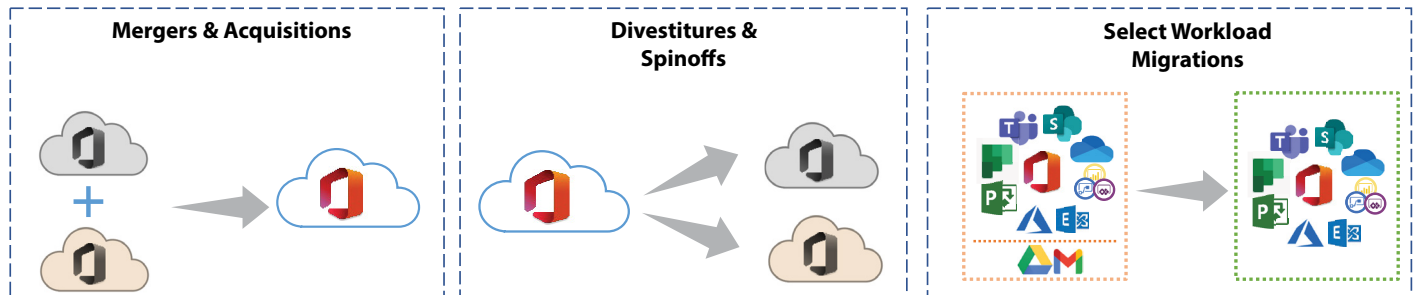 Mergers & Acquisitions
Divestitures &
Spinoffs
Select Workload
Migrations
T
S
P
E
T
S
P
E